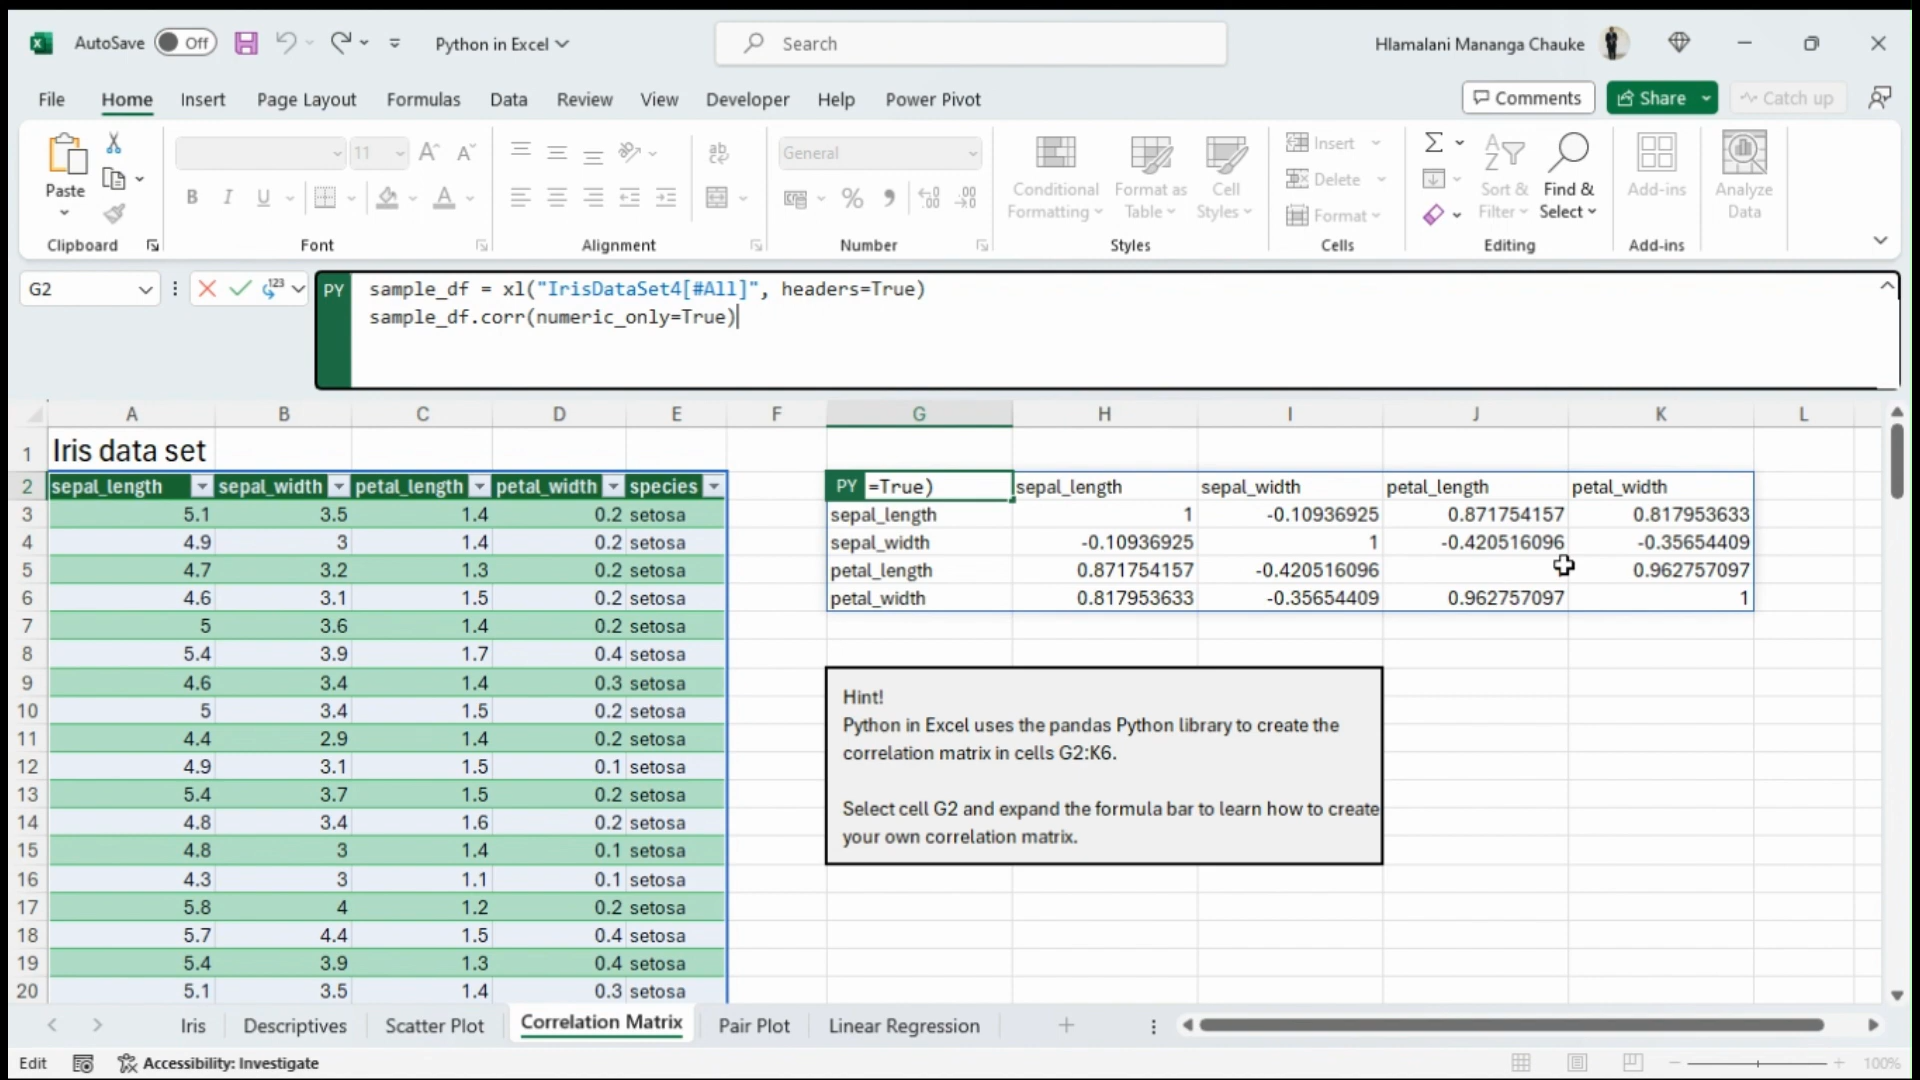 AutoSave Off Python in Excel Search Hlamalani Mananga Chauke
File Home Insert Page Layout Formulas Data Review View Developer Help Power Pivot Comments Share Catch up
Paste 11 A A General Conditional Formatting Format as Table Cell Styles Insert Delete Format Sort & Filter Find & Select Add-ins Analyze Data
B I U A % 
Clipboard Font Alignment Number Styles Cells Editing Add-ins
G2 PY sample_df = xl("IrisDataSet4[#All]", headers=True)
sample_df.corr(numeric_only=True)
A B C D E F G H I J K L
1 Iris data set
2 sepal_length sepal_width petal_length petal_width species PY =True) sepal_length sepal_width petal_length petal_width
3 5.1 3.5 1.4 0.2 setosa sepal_length 1 -0.10936925 0.871754157 0.817953633
4 4.9 3 1.4 0.2 setosa sepal_width -0.10936925 1 -0.420516096 -0.35654409
5 4.7 3.2 1.3 0.2 setosa petal_length 0.871754157 -0.420516096 0.962757097
6 4.6 3.1 1.5 0.2 setosa petal_width 0.817953633 -0.35654409 0.962757097 1
7 5 3.6 1.4 0.2 setosa
8 5.4 3.9 1.7 0.4 setosa
9 4.6 3.4 1.4 0.3 setosa Hint!
10 5 3.4 1.5 0.2 setosa Python in Excel uses the pandas Python library to create the
11 4.4 2.9 1.4 0.2 setosa correlation matrix in cells G2:K6.
12 4.9 3.1 1.5 0.1 setosa
13 5.4 3.7 1.5 0.2 setosa Select cell G2 and expand the formula bar to learn how to create
14 4.8 3.4 1.6 0.2 setosa your own correlation matrix.
15 4.8 3 1.4 0.1 setosa
16 4.3 3 1.1 0.1 setosa
17 5.8 4 1.2 0.2 setosa
18 5.7 4.4 1.5 0.4 setosa
19 5.4 3.9 1.3 0.4 setosa
20 5.1 3.5 1.4 0.3 setosa
Iris Descriptives Scatter Plot Correlation Matrix Pair Plot Linear Regression
Edit Accessibility: Investigate 100%